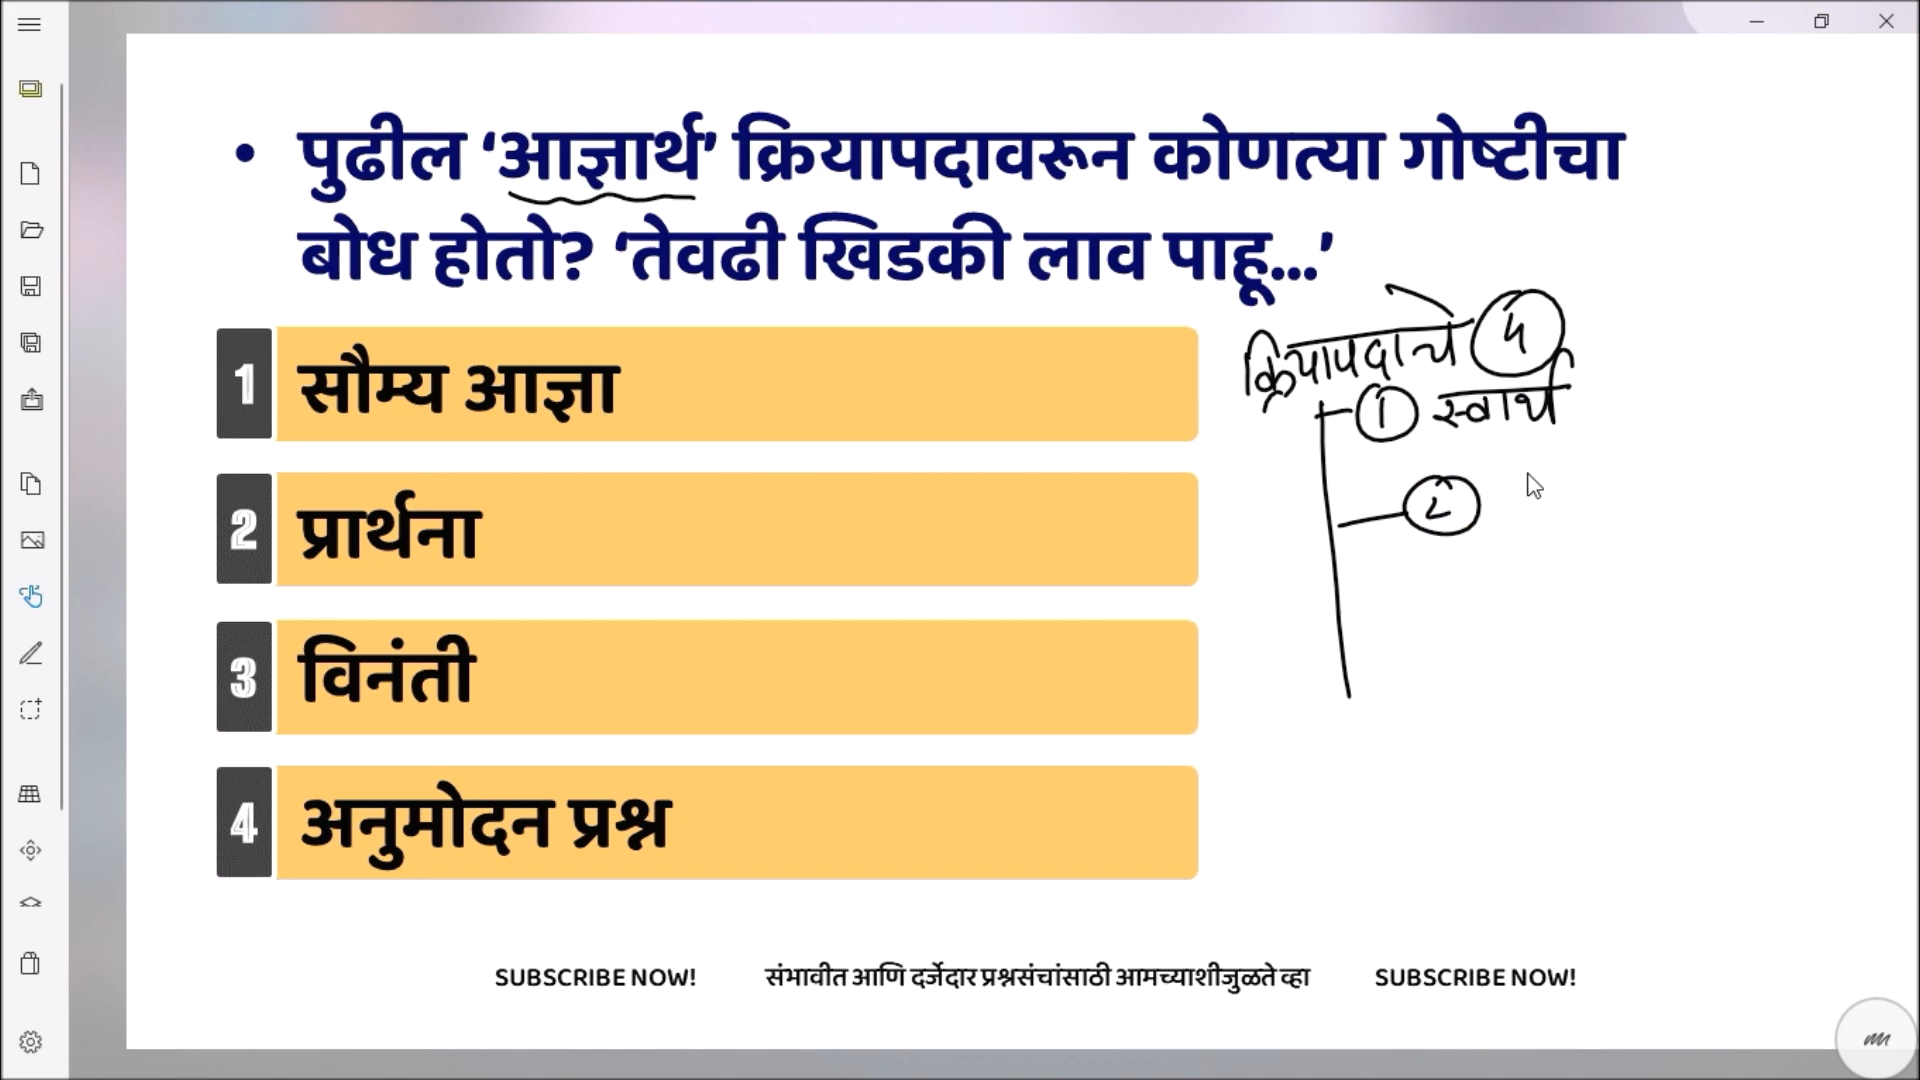 • पुढील ‘आज्ञार्थ’ क्रियापदावरून कोणत्या गोष्टीचा
बोध होतो? ‘तेवढी खिडकी लाव पाहू...’
1 सौम्य आज्ञा
2 प्रार्थना
3 विनंती
4 अनुमोदन प्रश्न
क्रियापदाचे
1 स्वार्थ
2
SUBSCRIBE NOW! संभावीत आणि दर्जेदार प्रश्नसंचांसाठी आमच्याशीजुळते व्हा SUBSCRIBE NOW!